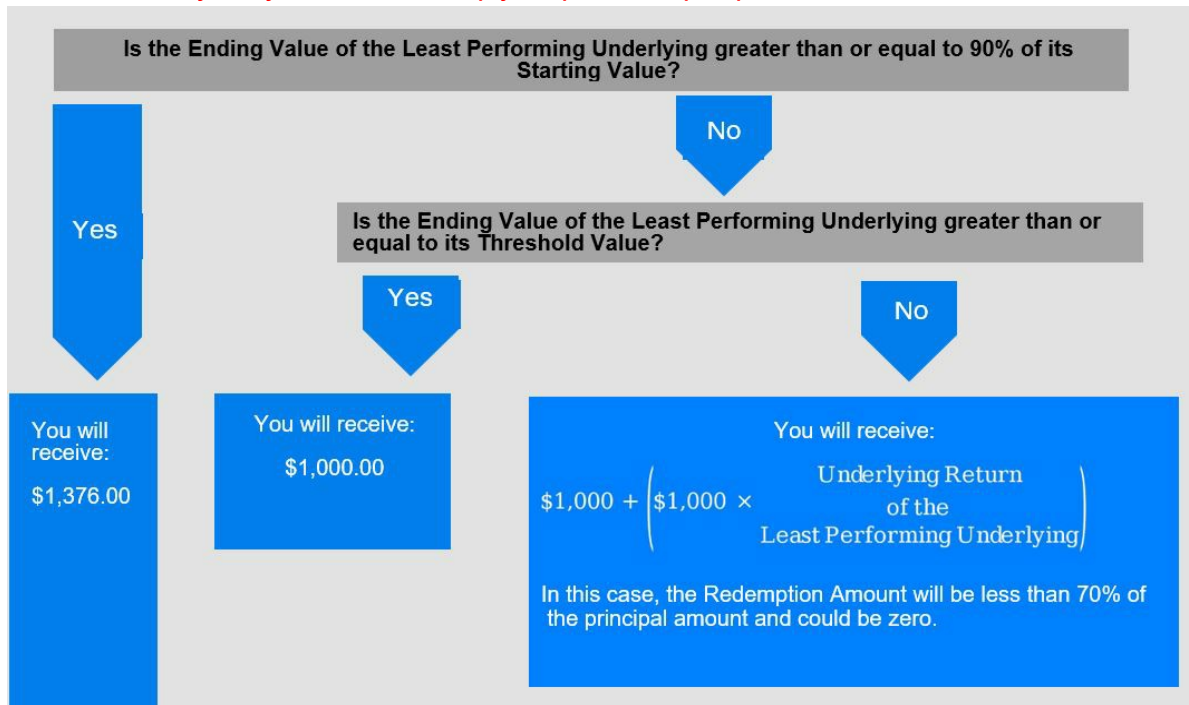 Is the Ending Value of the Least Performing Underlying greater than or equal to 90% of its
Starting Value?
Yes
No
Is the Ending Value of the Least Performing Underlying greater than or
equal to its Threshold Value?
Yes
No
You will
receive:
$1,376.00
You will receive:
$1,000.00
You will receive:
$1,000 + ($1,000 × Underlying Return
of the
Least Performing Underlying)
In this case, the Redemption Amount will be less than 70% of
the principal amount and could be zero.